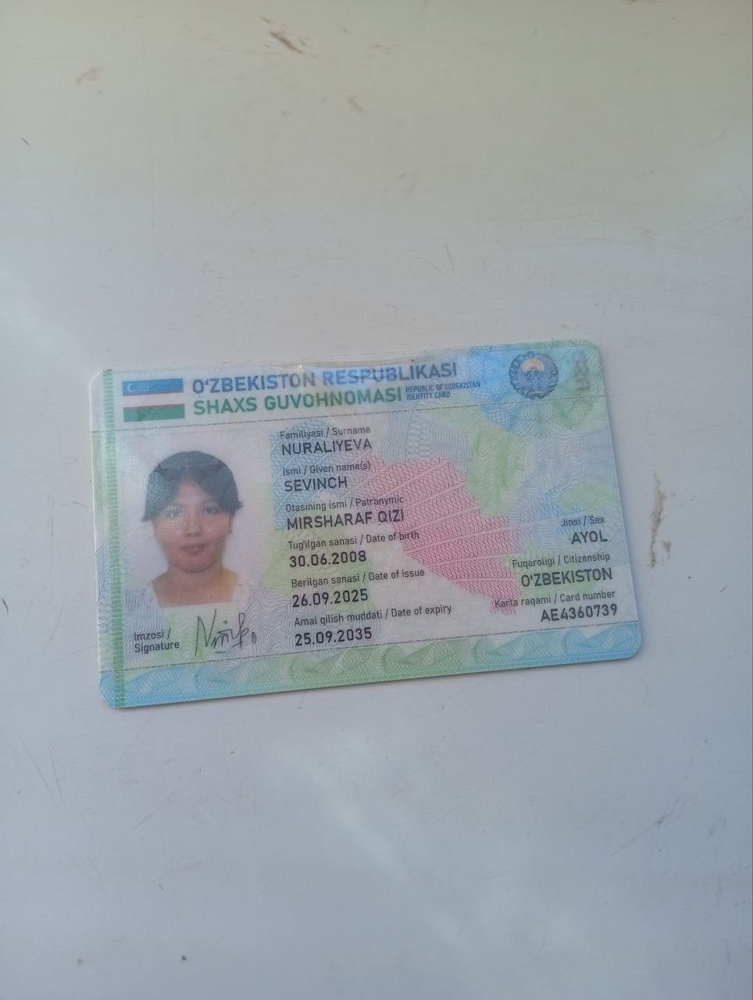 O‘ZBEKISTON RESPUBLIKASI
SHAXS GUVOHNOMASI
REPUBLIC OF UZBEKISTAN
IDENTITY CARD
Familiyasi / Surname
NURALIYEVA
Ismi / Given name(s)
SEVINCH
Otasining ismi / Patronymic
MIRSHARAF QIZI
Tug‘ilgan sanasi / Date of birth
30.06.2008
Berilgan sanasi / Date of issue
26.09.2025
Amal qilish muddati / Date of expiry
25.09.2035
Jinsi / Sex
AYOL
Fuqaroligi / Citizenship
O‘ZBEKISTON
Karta raqami / Card number
AE4360739
Imzosi /
Signature